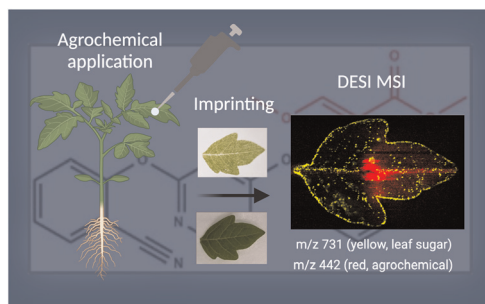 Agrochemical
application
Imprinting
DESI MSI
m/z 731 (yellow, leaf sugar)
m/z 442 (red, agrochemical)